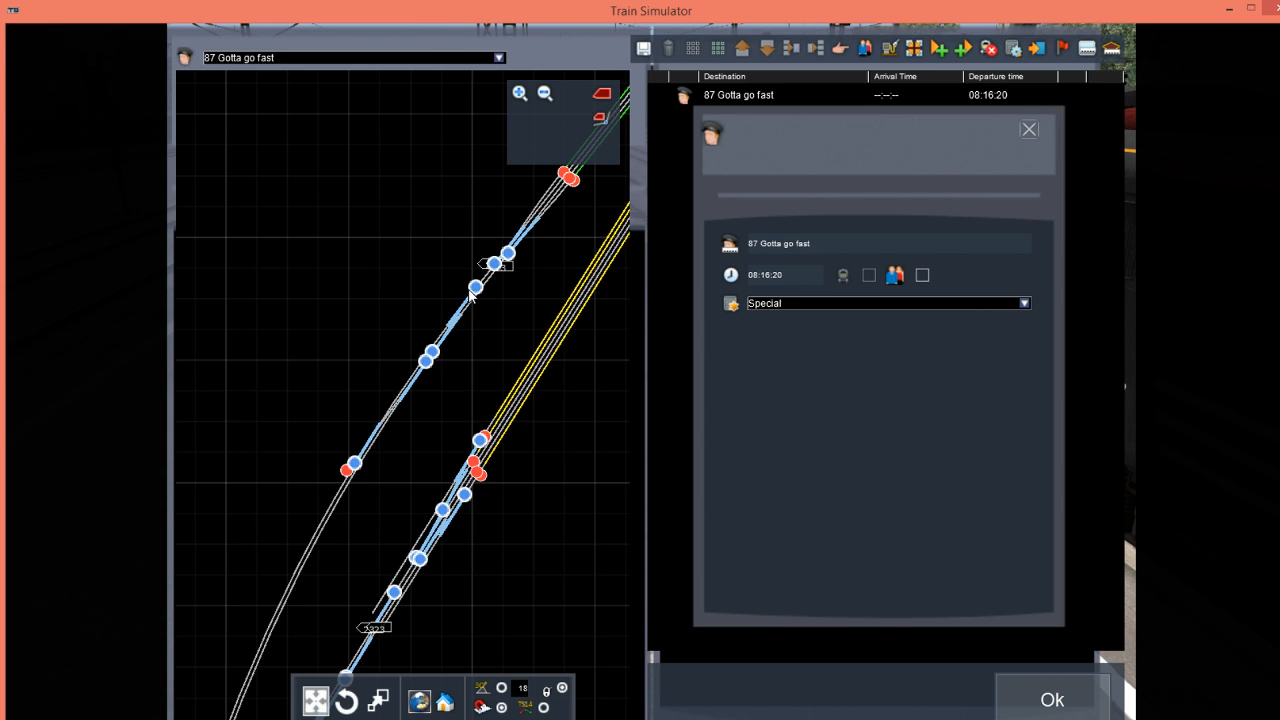 Train Simulator
87 Gotta go fast
Destination
Arrival Time
Departure time
87 Gotta go fast
--:--:--
08:16:20
87 Gotta go fast
08:16:20
Special
2323
18
Ok